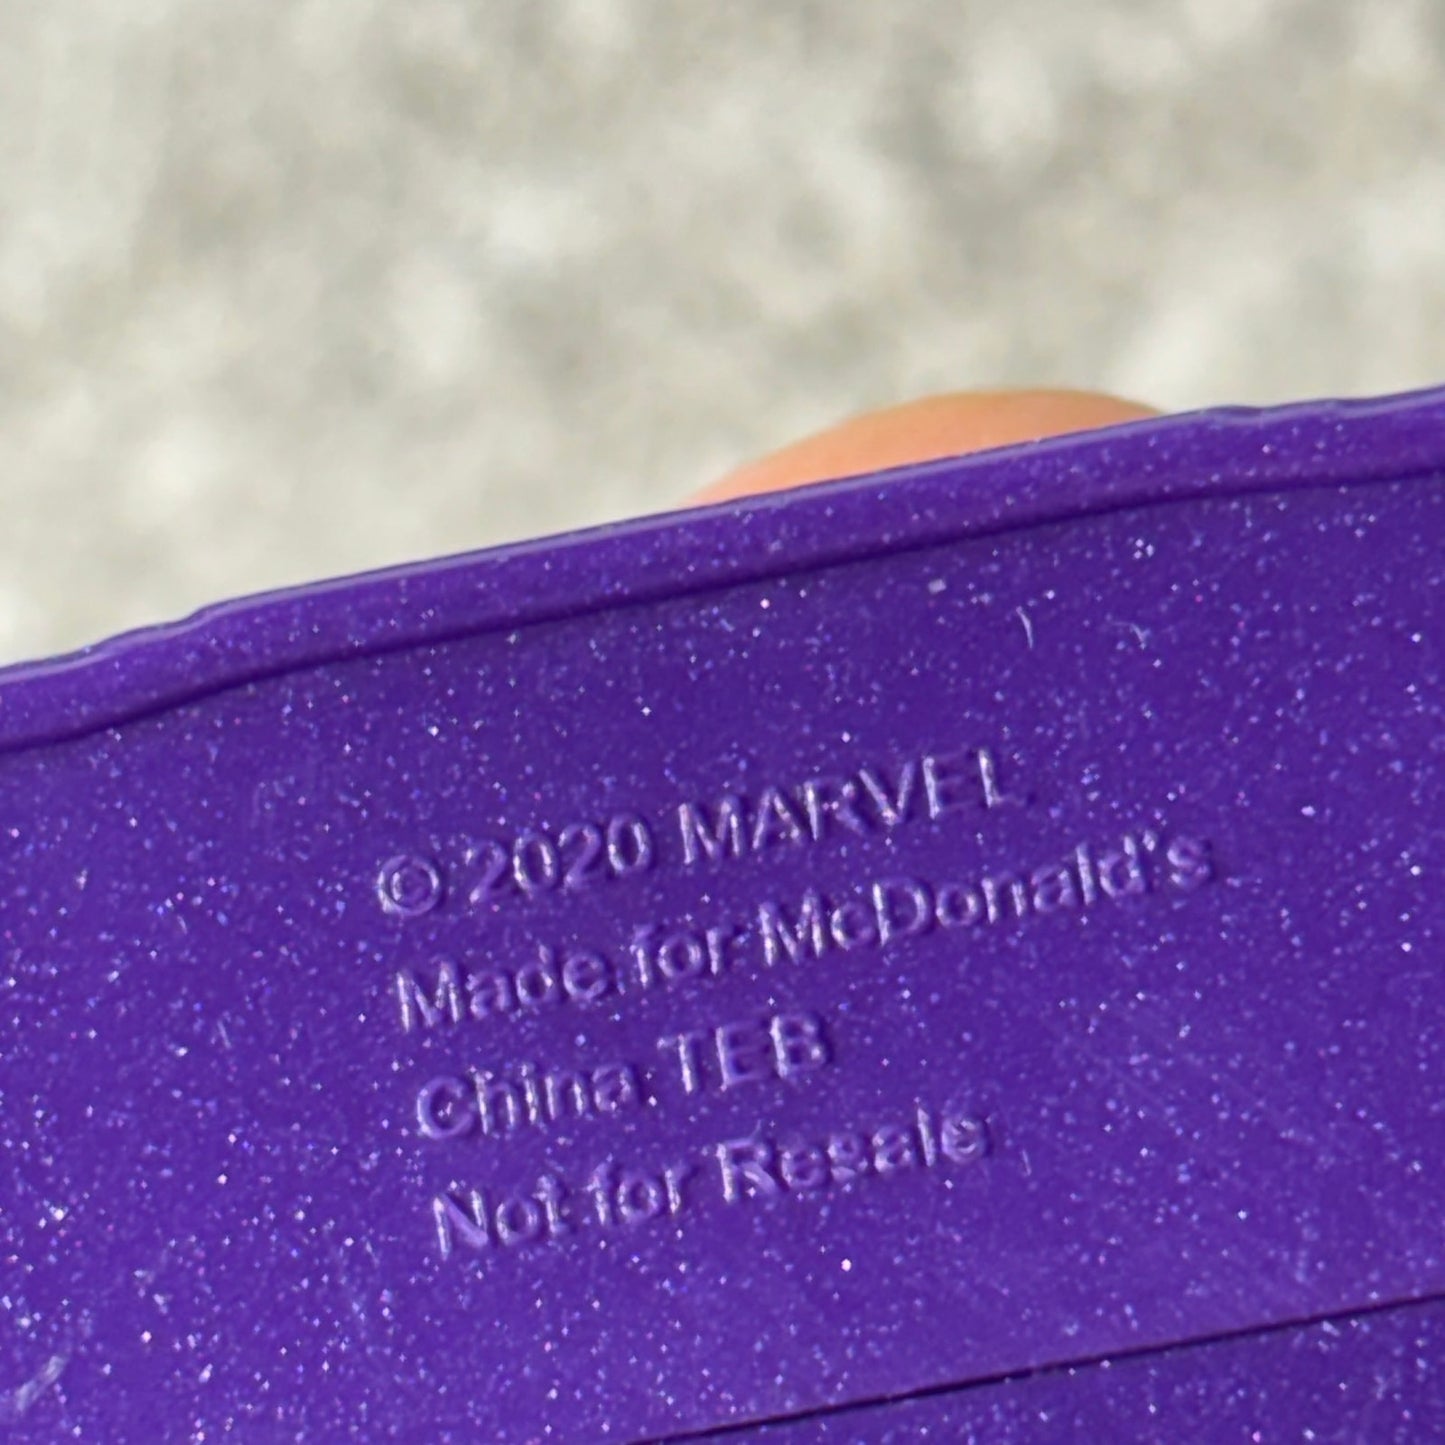 © 2020 MARVEL
Made for McDonald's
China TEB
Not for Resale